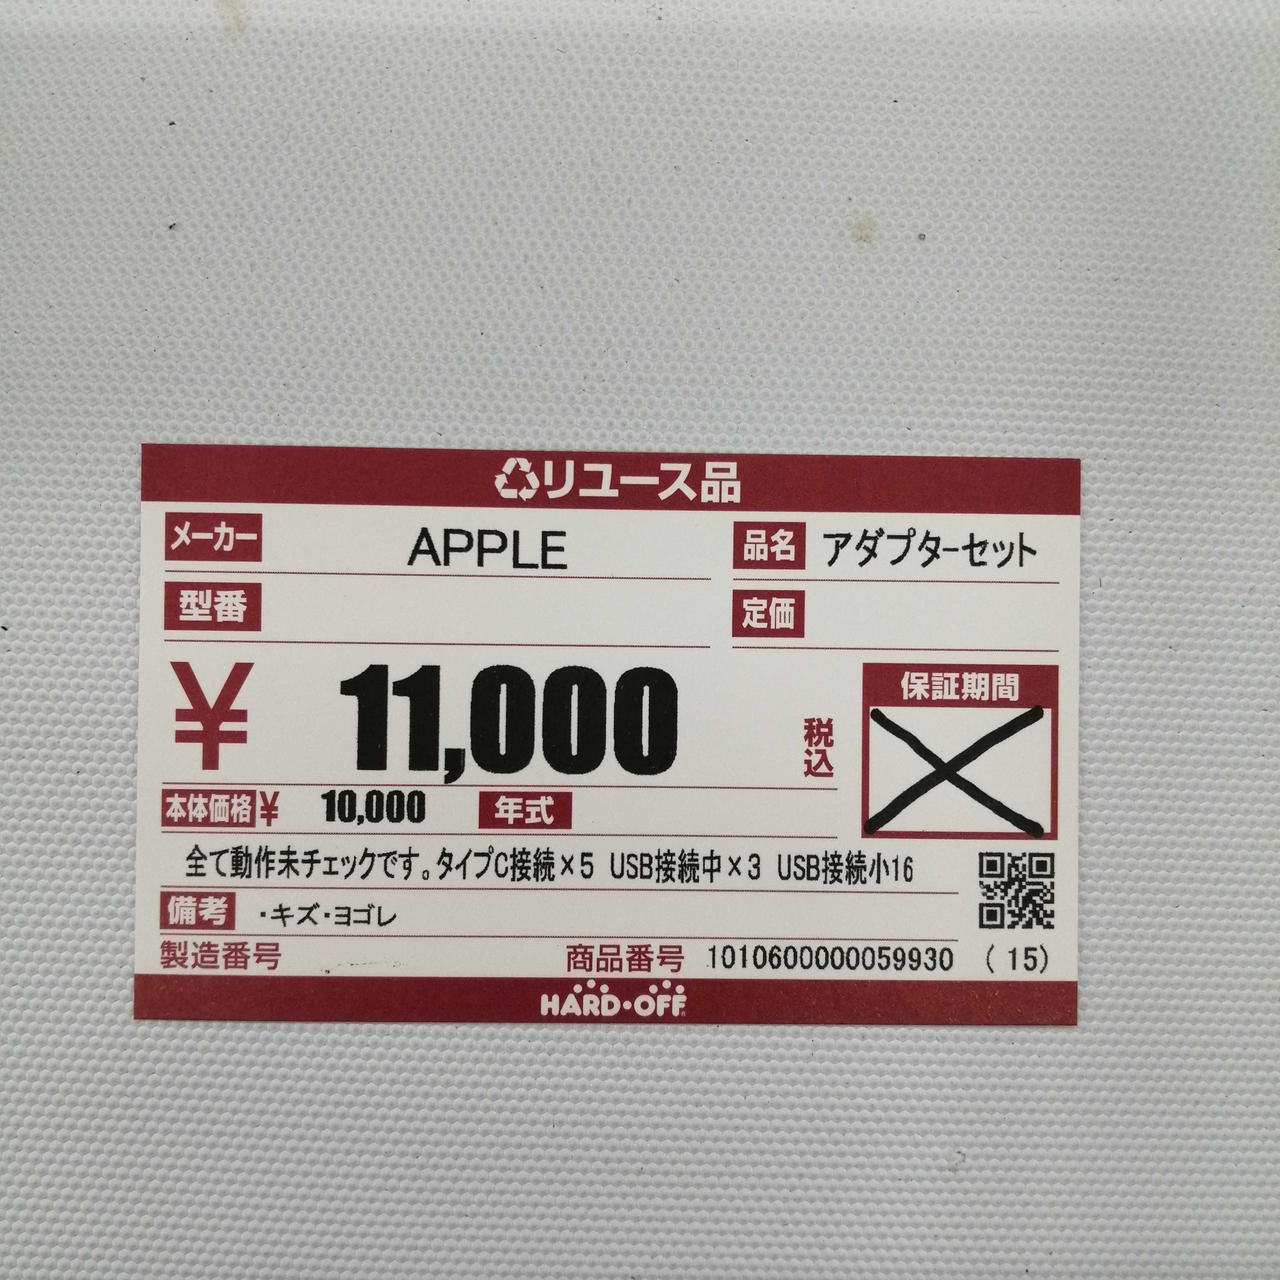 リユース品
メーカー APPLE 品名 アダプターセット
型番 定価
¥ 11,000 税込 保証期間
本体価格¥ 10,000 年式
全て動作未チェックです。タイプC接続×5 USB接続中×3 USB接続小16
備考 ・キズ・ヨゴレ
製造番号 商品番号 1010600000059930 (15)
HARD・OFF